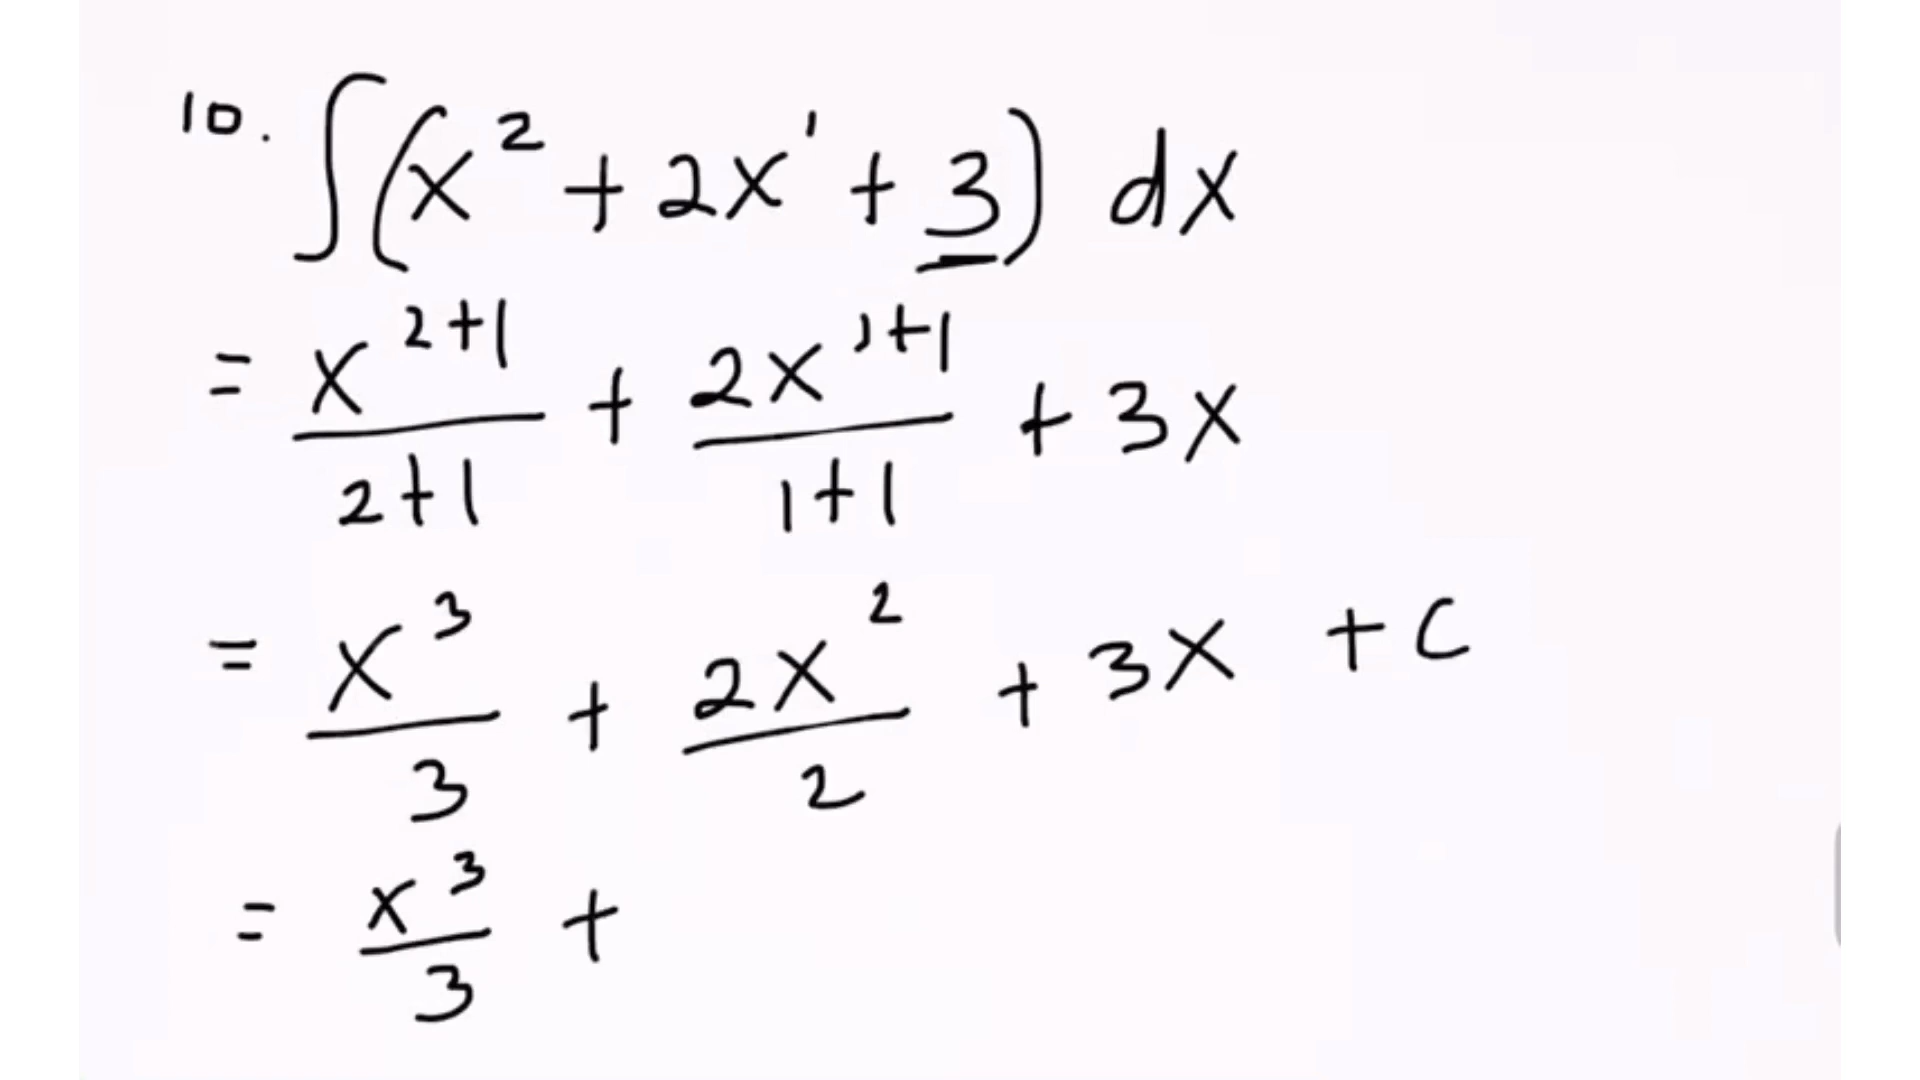 10. ∫(x² + 2x¹ + 3) dx
= x^(2+1)/(2+1) + 2x^(1+1)/(1+1) + 3x
= x³/3 + 2x²/2 + 3x + c
= x³/3 +